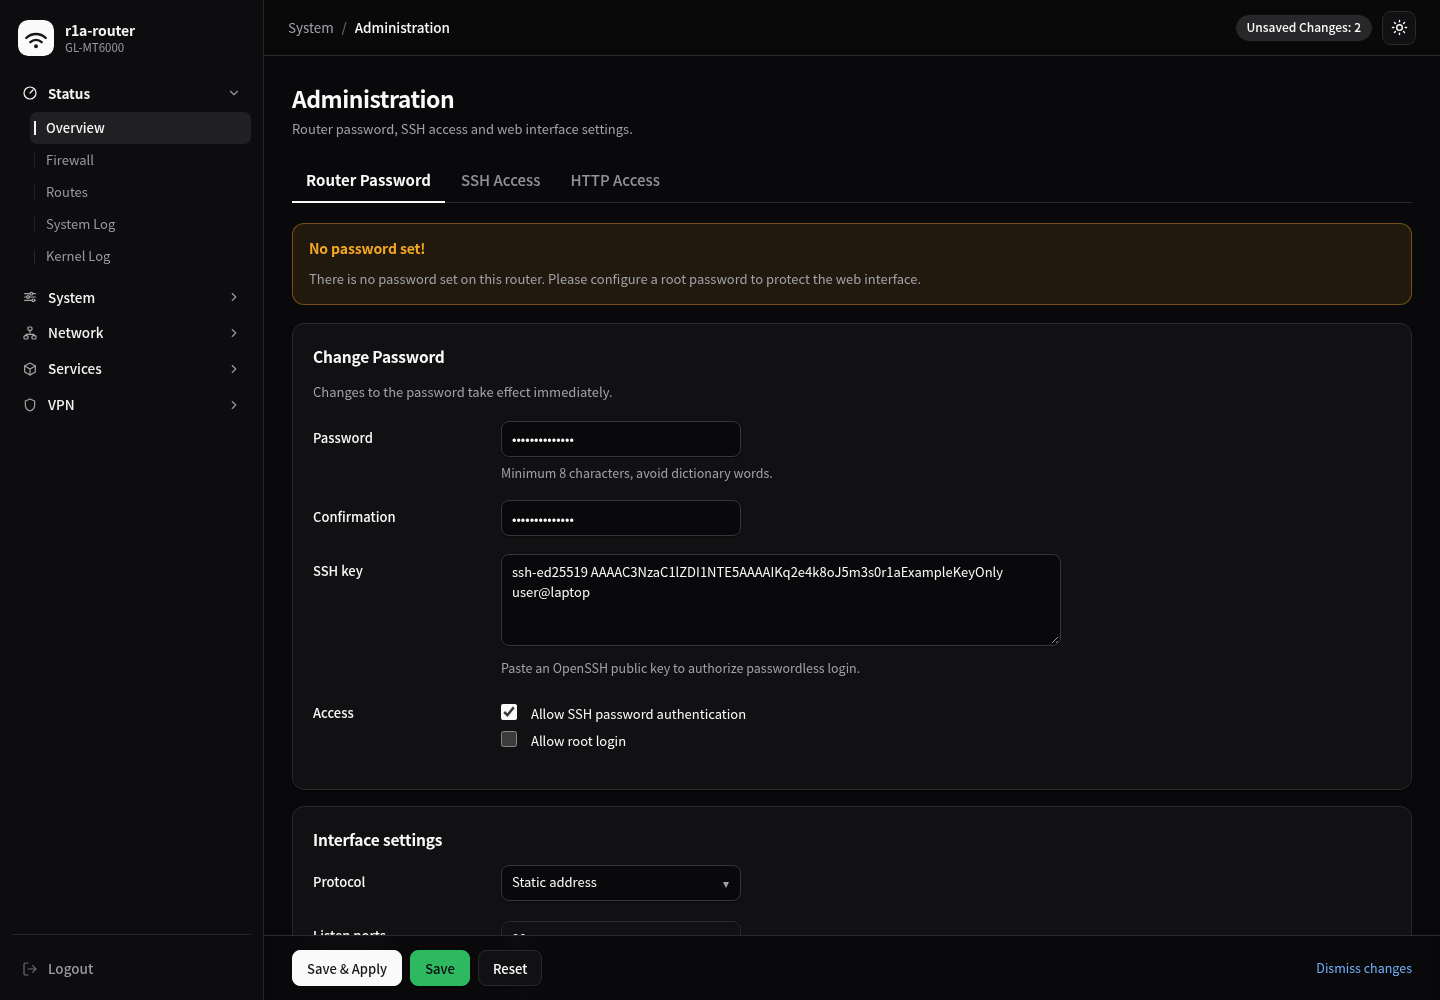 r1a-router
GL-MT6000
Status
Overview
Firewall
Routes
System Log
Kernel Log
System
Network
Services
VPN
Logout
System / Administration
Unsaved Changes: 2
Administration
Router password, SSH access and web interface settings.
Router Password SSH Access HTTP Access
No password set!
There is no password set on this router. Please configure a root password to protect the web interface.
Change Password
Changes to the password take effect immediately.
Password ••••••••••••••
Minimum 8 characters, avoid dictionary words.
Confirmation ••••••••••••••
SSH key
ssh-ed25519 AAAAC3NzaC1lZDI1NTE5AAAAIKq2e4k8oJ5m3s0r1aExampleKeyOnly
user@laptop
Paste an OpenSSH public key to authorize passwordless login.
Access
Allow SSH password authentication
Allow root login
Interface settings
Protocol Static address
Listen ports
Save & Apply Save Reset Dismiss changes